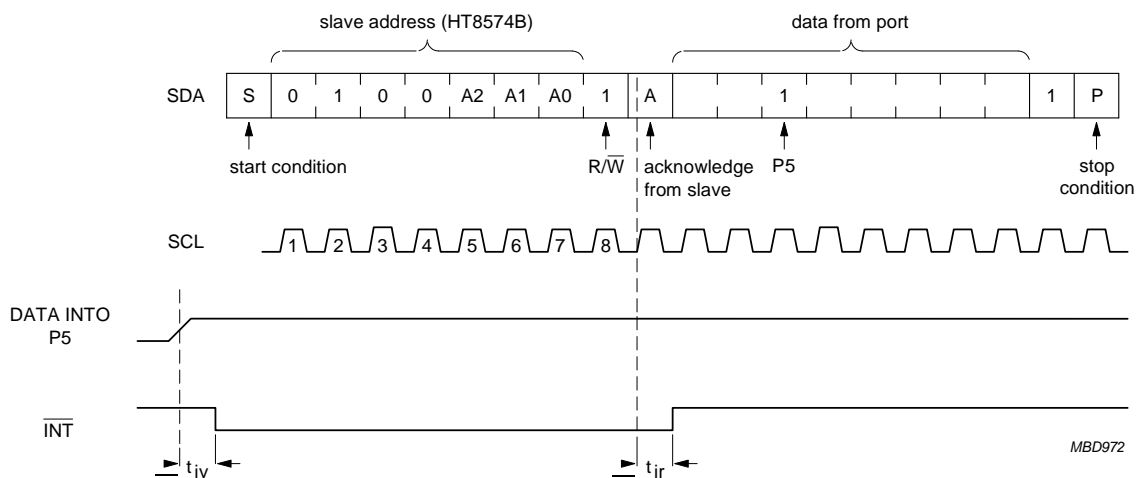 slave address (HT8574B)
data from port
SDA S 0 1 0 0 A2 A1 A0 1 A 1 1 P
start condition
R/W̅
acknowledge
from slave
P5
stop
condition
SCL 1 2 3 4 5 6 7 8
DATA INTO
P5
I̅N̅T̅
MBD972
t iv
t ir